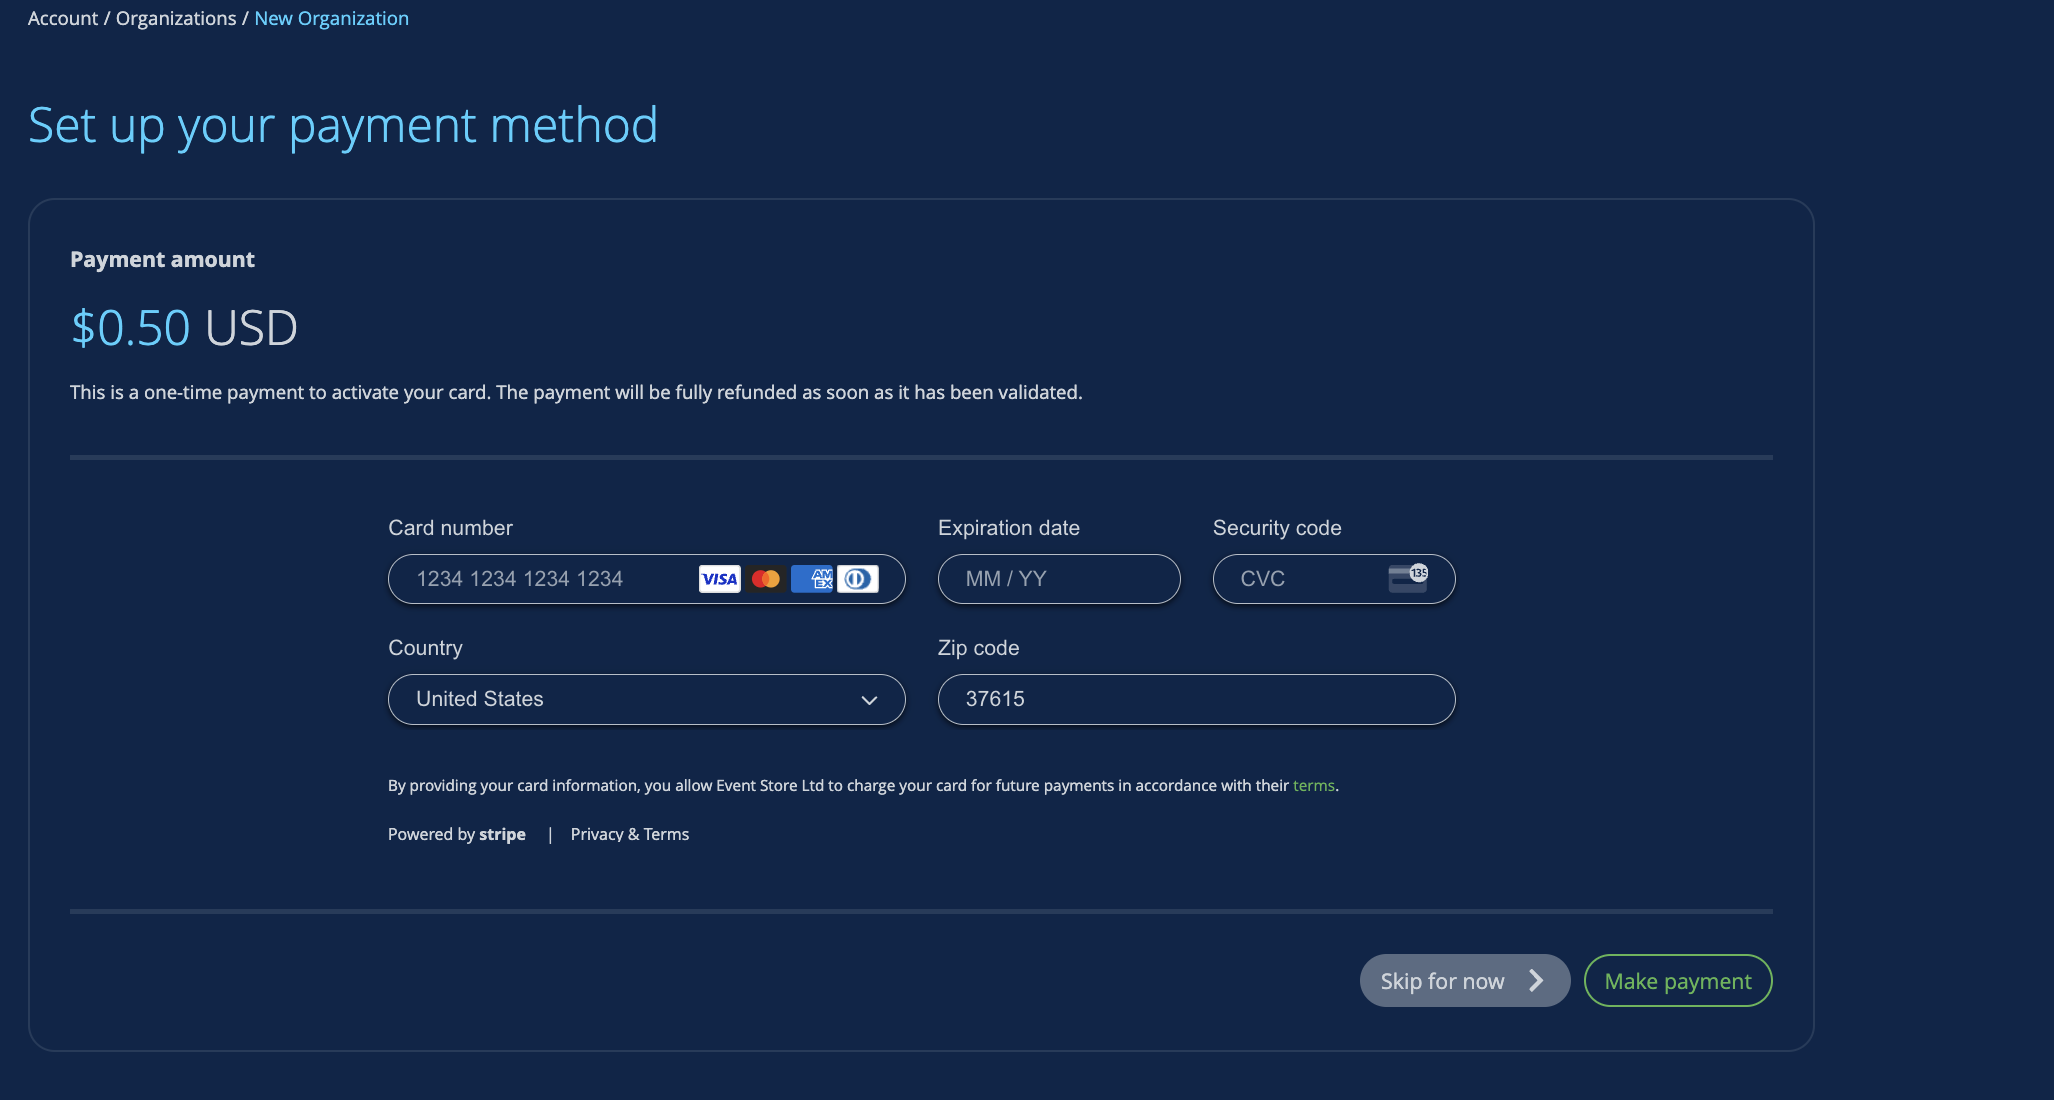 Account / Organizations / New Organization
Set up your payment method
Payment amount
$0.50 USD
This is a one-time payment to activate your card. The payment will be fully refunded as soon as it has been validated.
Card number
Expiration date
Security code
1234 1234 1234 1234
VISA
AM
EX
MM / YY
CVC
135
Country
Zip code
United States
37615
By providing your card information, you allow Event Store Ltd to charge your card for future payments in accordance with their terms.
Powered by stripe | Privacy & Terms
Skip for now
Make payment